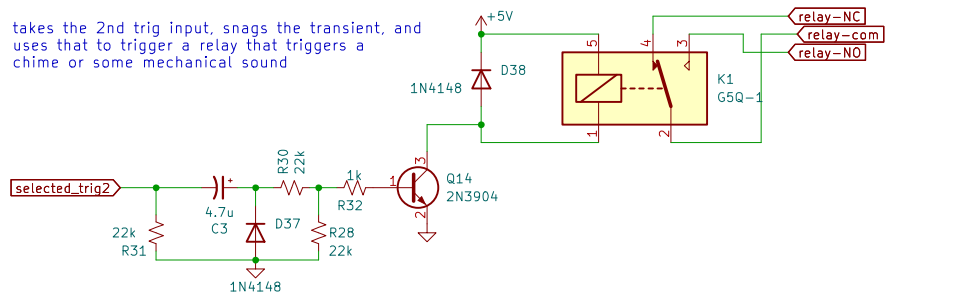 takes the 2nd trig input, snags the transient, and
uses that to trigger a relay that triggers a
chime or some mechanical sound
+5V
relay-NC
relay-com
relay-NO
5
4
3
D38
1N4148
K1
G5Q-1
1
2
selected_trig2
R30
22k
1k
R32
1
3
2
Q14
2N3904
+
4.7u
C3
D37
22k
R31
R28
22k
1N4148